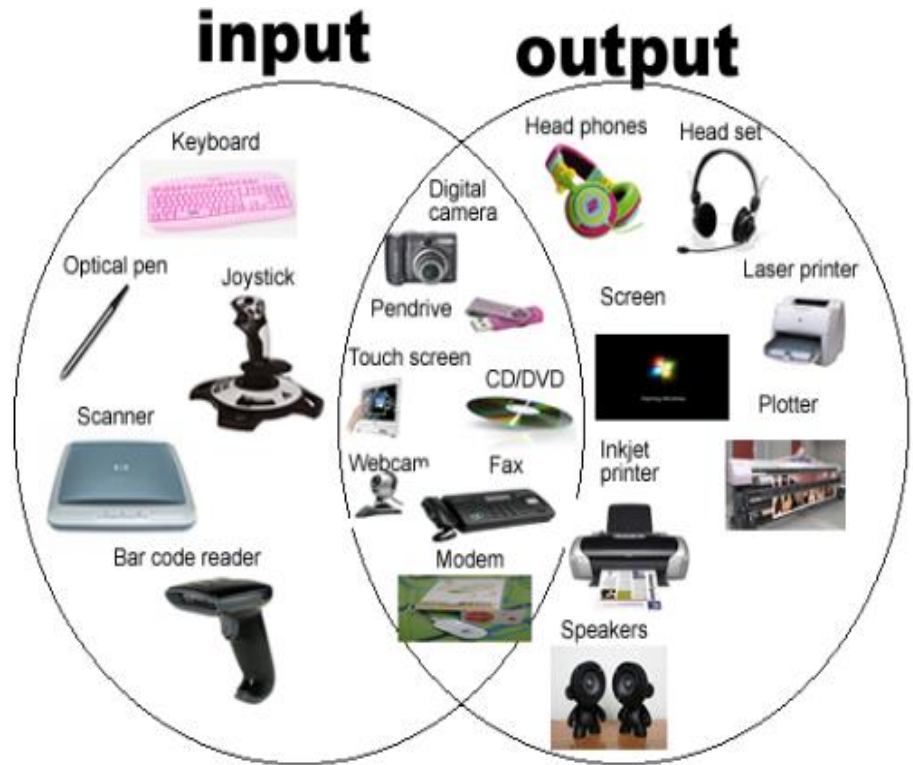 input
output
Keyboard
Head phones
Head set
Digital
camera
Optical pen
Joystick
Laser printer
Screen
Pendrive
Touch screen
CD/DVD
Plotter
Scanner
Webcam
Fax
Inkjet
printer
Bar code reader
Modem
Speakers